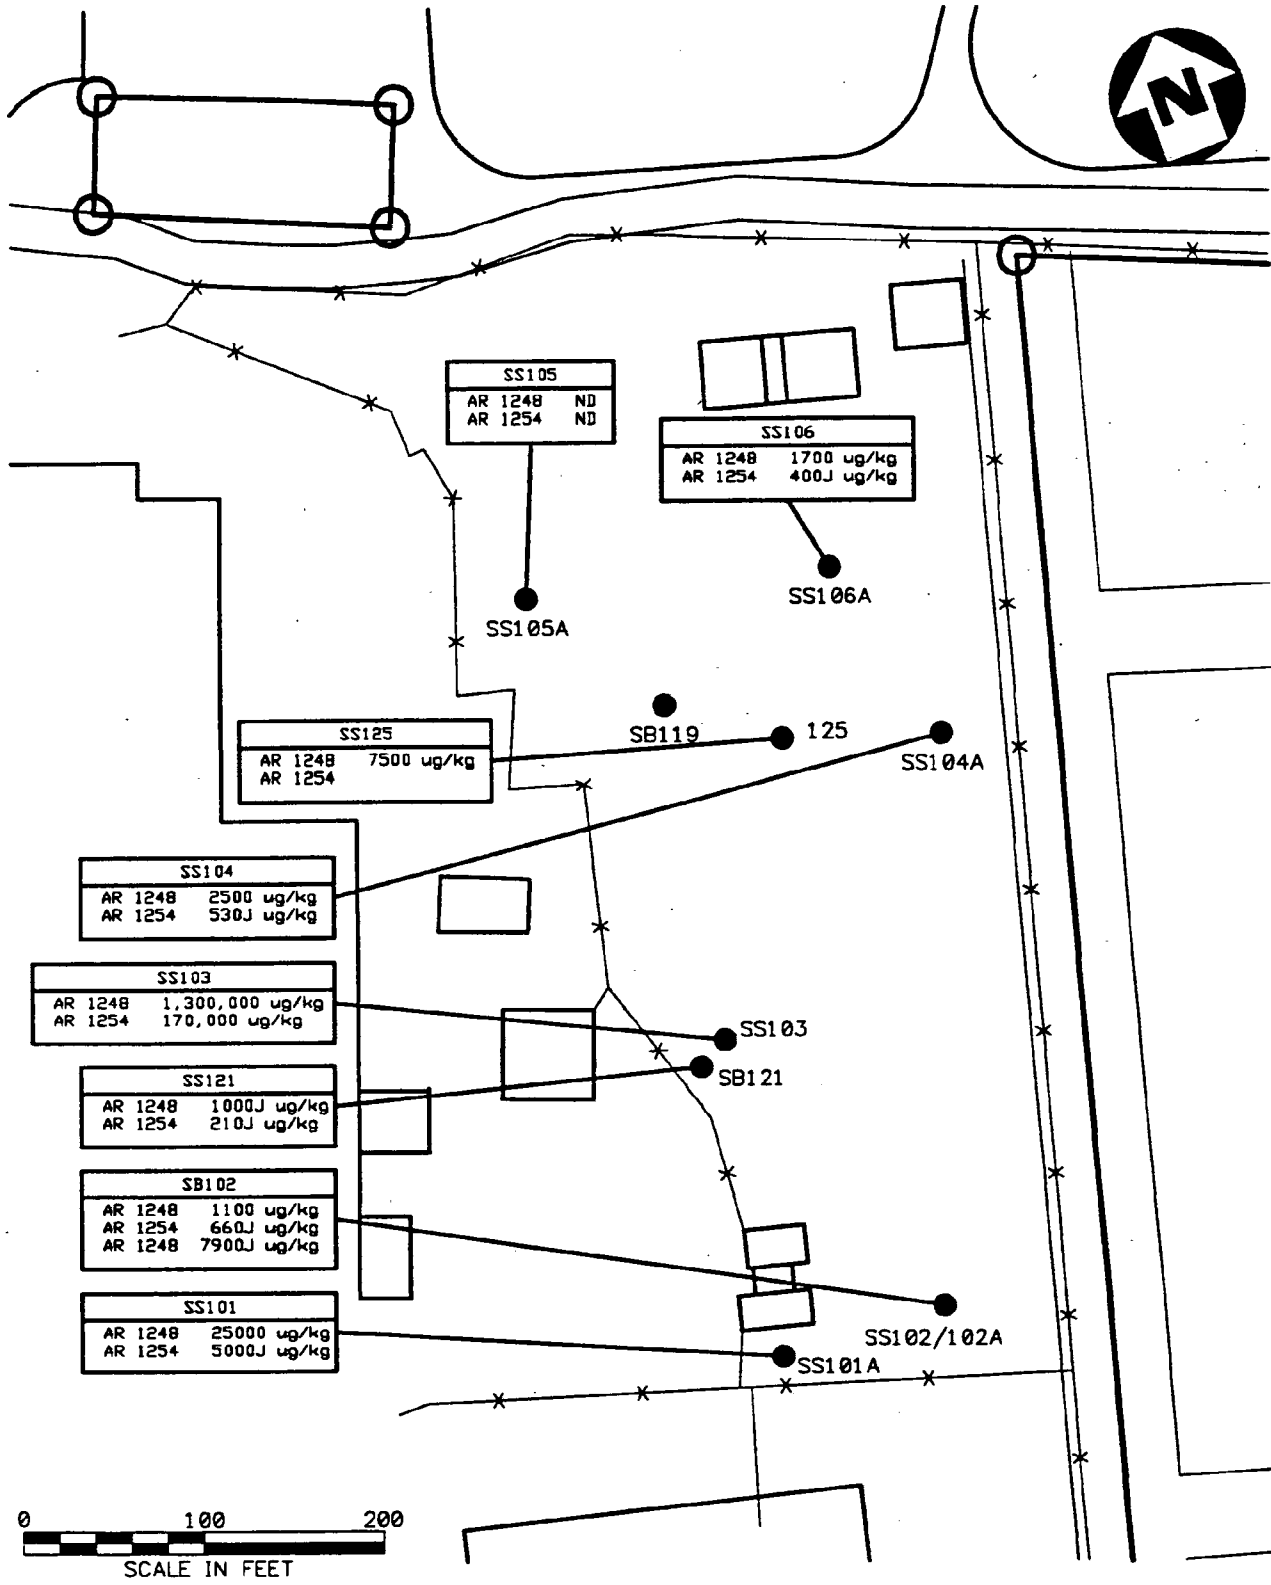 N
SS105
AR 1248 ND
AR 1254 ND
SS106
AR 1248 1700 ug/kg
AR 1254 400J ug/kg
SS106A
SS105A
SB119
125
SS104A
SS125
AR 1248 7500 ug/kg
AR 1254
SS104
AR 1248 2500 ug/kg
AR 1254 530J ug/kg
SS103
AR 1248 1,300,000 ug/kg
AR 1254 170,000 ug/kg
SS103
SB121
SS121
AR 1248 1000J ug/kg
AR 1254 210J ug/kg
SB102
AR 1248 1100 ug/kg
AR 1254 660J ug/kg
AR 1248 7900J ug/kg
SS102/102A
SS101
AR 1248 25000 ug/kg
AR 1254 5000J ug/kg
SS101A
0 100 200
SCALE IN FEET